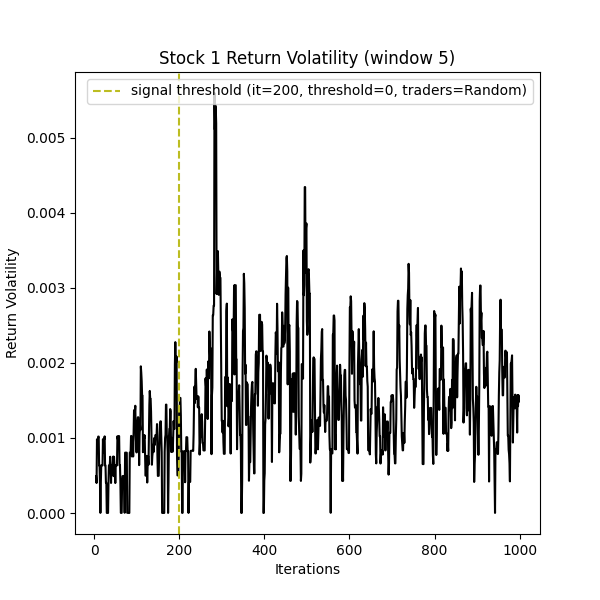 Stock 1 Return Volatility (window 5)
signal threshold (it=200, threshold=0, traders=Random)
Return Volatility
0.005
0.004
0.003
0.002
0.001
0.000
0 200 400 600 800 1000
Iterations